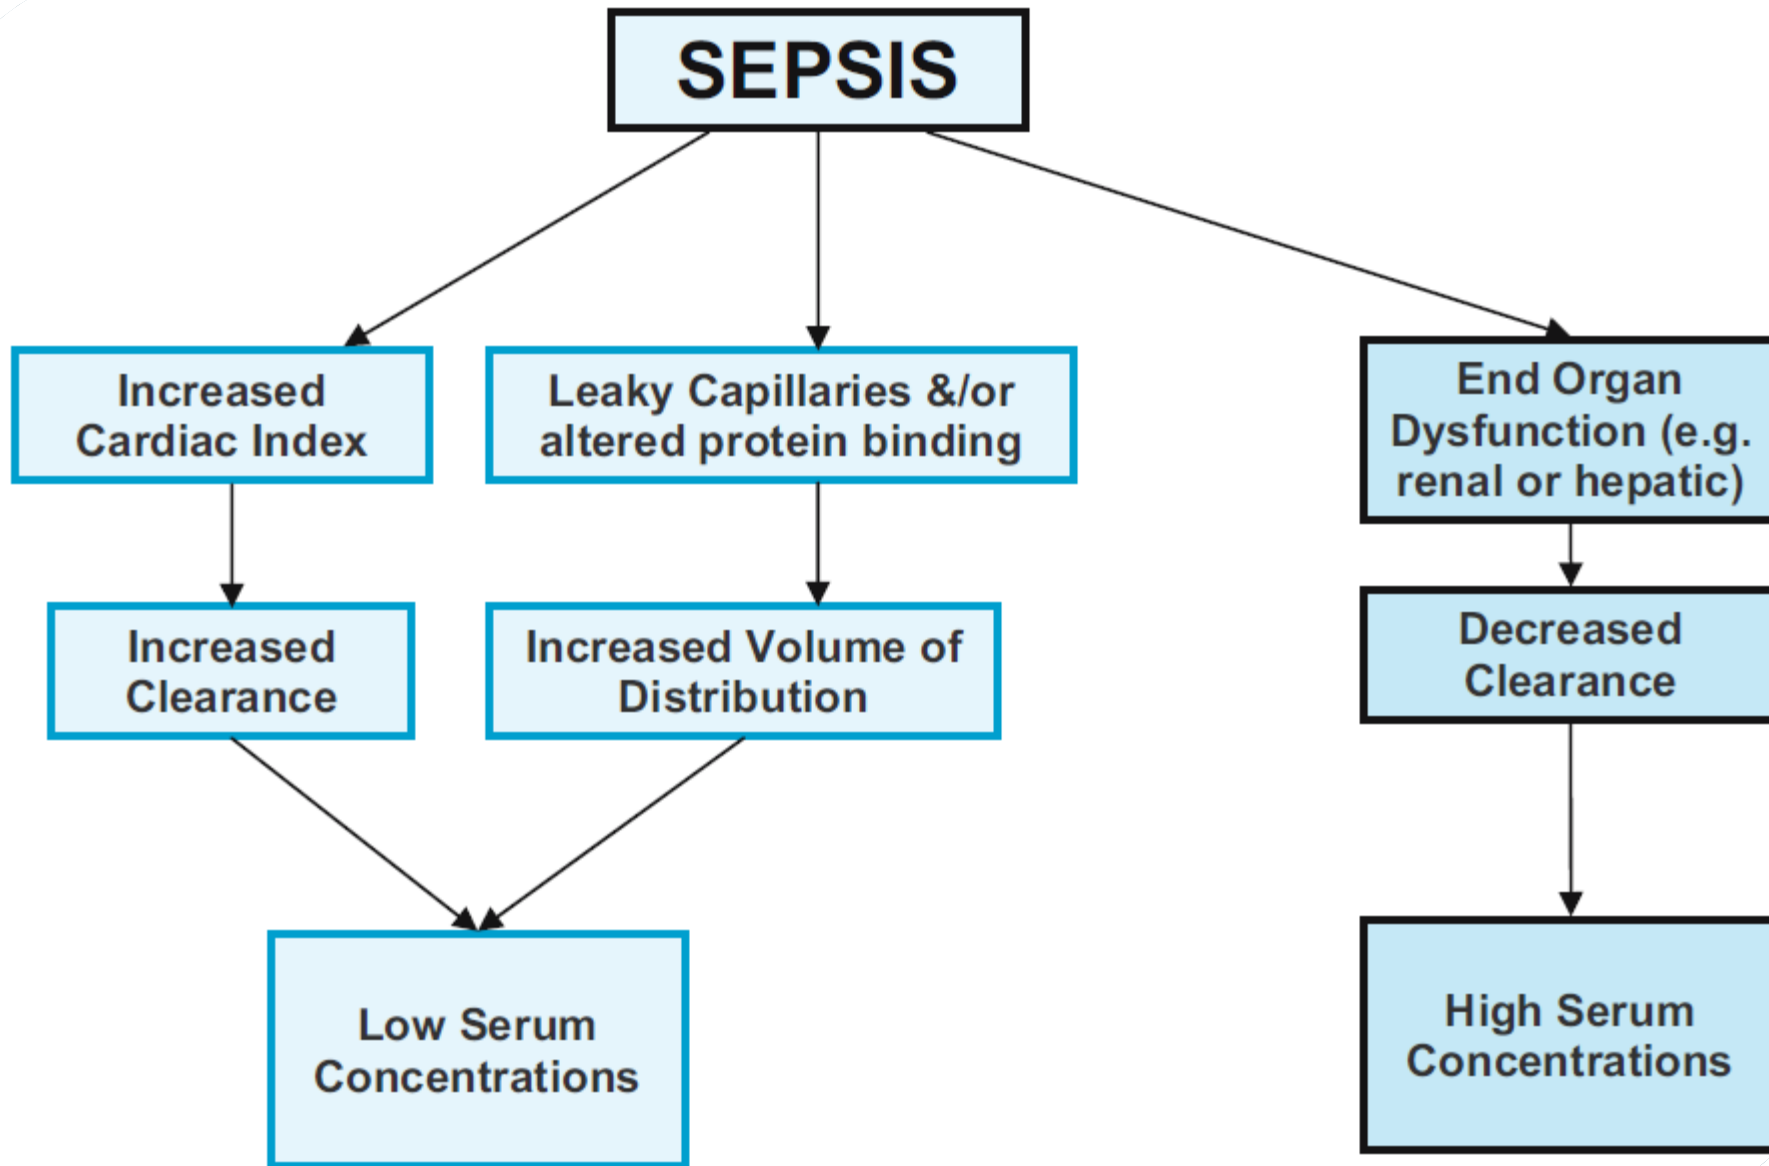 SEPSIS
Increased
Cardiac Index
Leaky Capillaries &/or
altered protein binding
End Organ
Dysfunction (e.g.
renal or hepatic)
Increased
Clearance
Increased Volume of
Distribution
Decreased
Clearance
Low Serum
Concentrations
High Serum
Concentrations